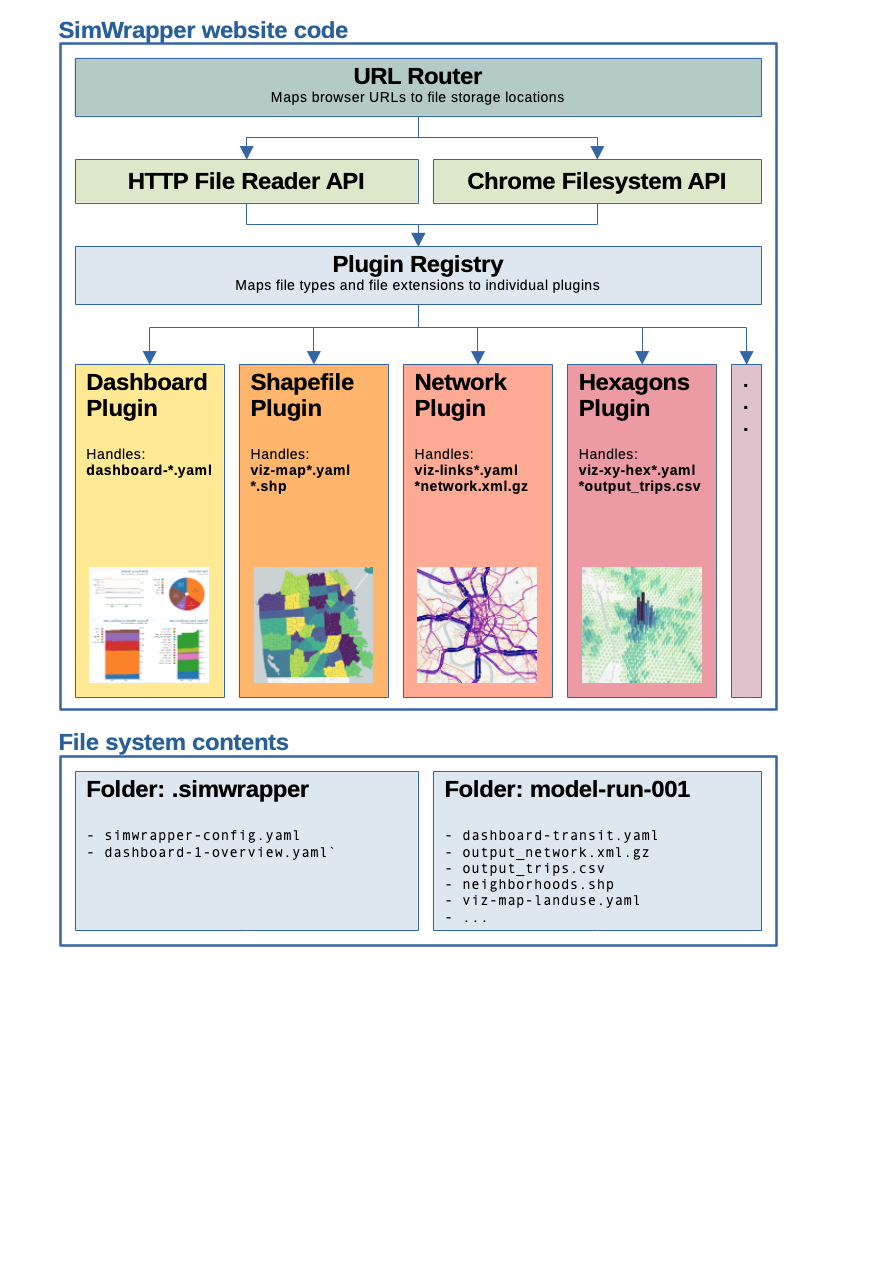 SimWrapper website code
URL Router
Maps browser URLs to file storage locations
HTTP File Reader API
Chrome Filesystem API
Plugin Registry
Maps file types and file extensions to individual plugins
Dashboard
Plugin
Handles:
dashboard-*.yaml
Shapefile
Plugin
Handles:
viz-map*.yaml
*.shp
Network
Plugin
Handles:
viz-links*.yaml
*network.xml.gz
Hexagons
Plugin
Handles:
viz-xy-hex*.yaml
*output_trips.csv
.
.
.
File system contents
Folder: .simwrapper
- simwrapper-config.yaml
- dashboard-1-overview.yaml`
Folder: model-run-001
- dashboard-transit.yaml
- output_network.xml.gz
- output_trips.csv
- neighborhoods.shp
- viz-map-landuse.yaml
- ...